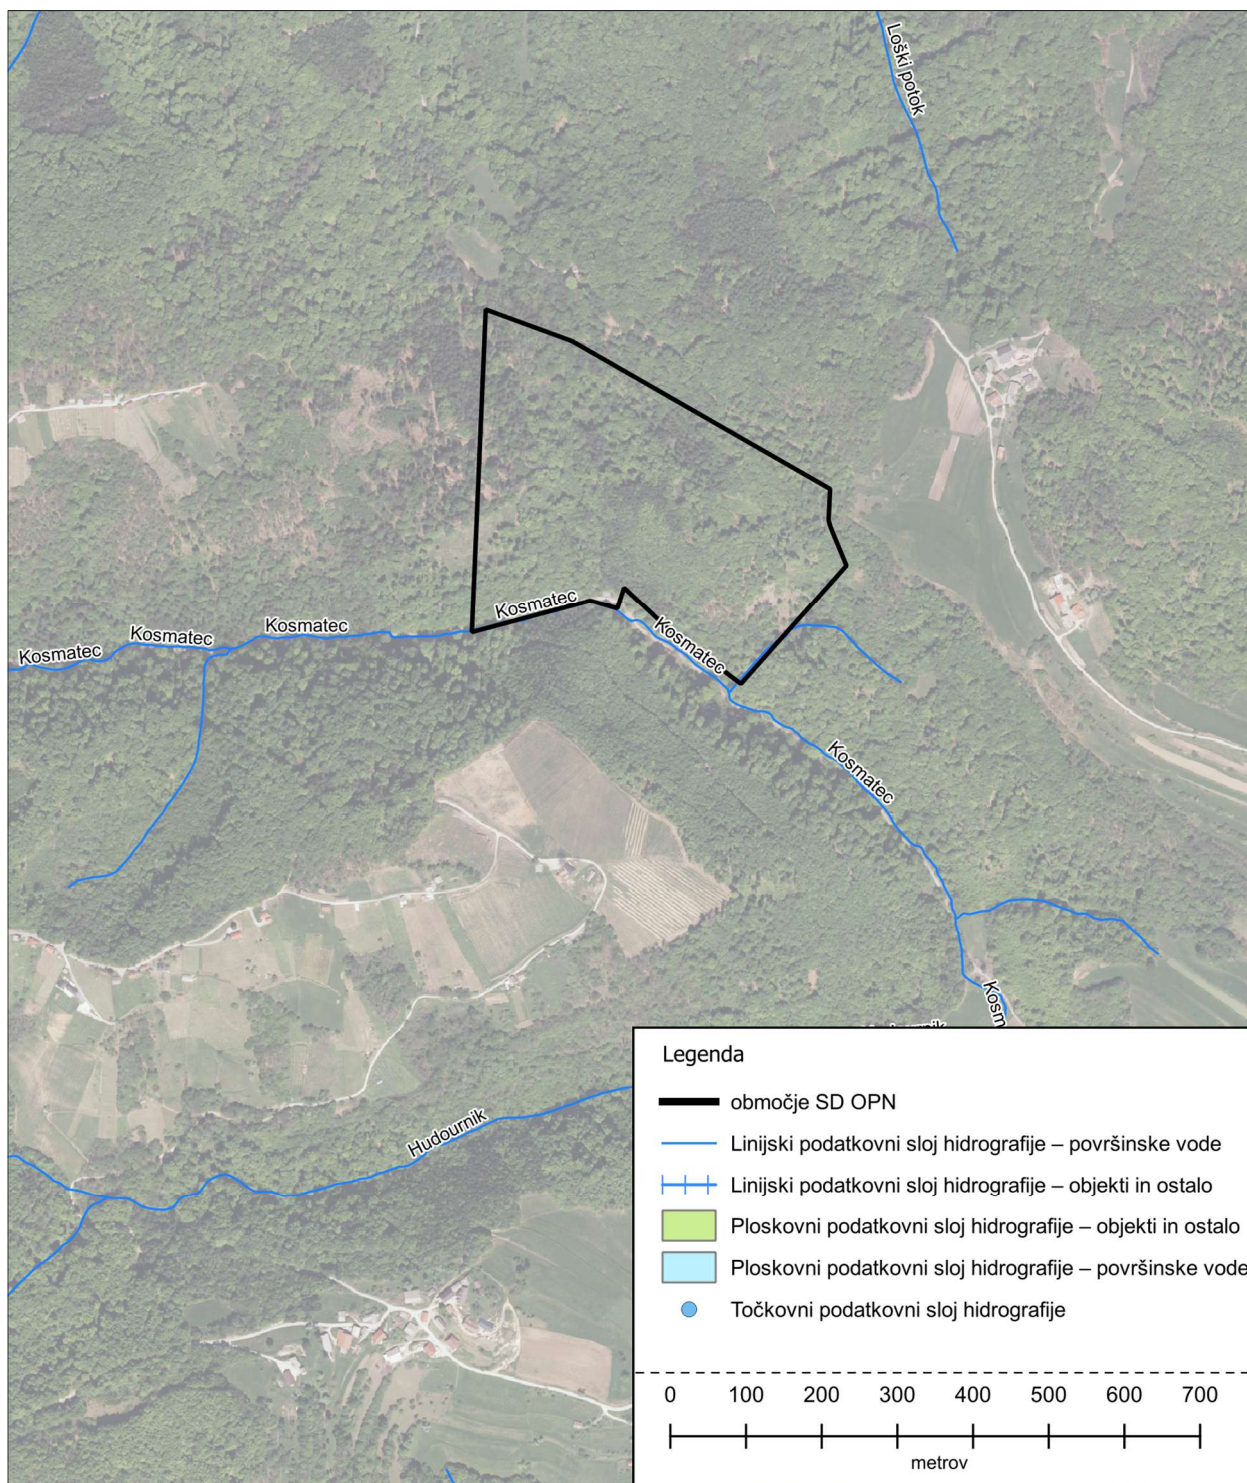 Loški potok
Kosmatec
Kosmatec
Kosmatec
Kosmatec
Kosmatec
Kosmatec
Kosm
Hudournik
Legenda
območje SD OPN
Linijski podatkovni sloj hidrografije – površinske vode
Linijski podatkovni sloj hidrografije – objekti in ostalo
Ploskovni podatkovni sloj hidrografije – objekti in ostalo
Ploskovni podatkovni sloj hidrografije – površinske vode
Točkovni podatkovni sloj hidrografije
0 100 200 300 400 500 600 700
metrov